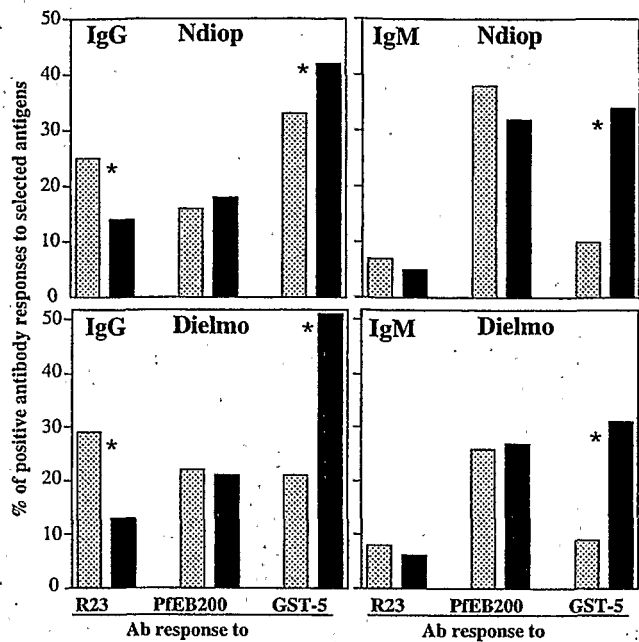 % of positive antibody responses to selected antigens
IgG Ndiop
50
40
30
20
10
0
*
*
IgM Ndiop
*
IgG Dielmo
50
40
30
20
10
0
*
*
IgM Dielmo
*
R23 PfEB200 GST-5
Ab response to
R23 PfEB200 GST-5
Ab response to